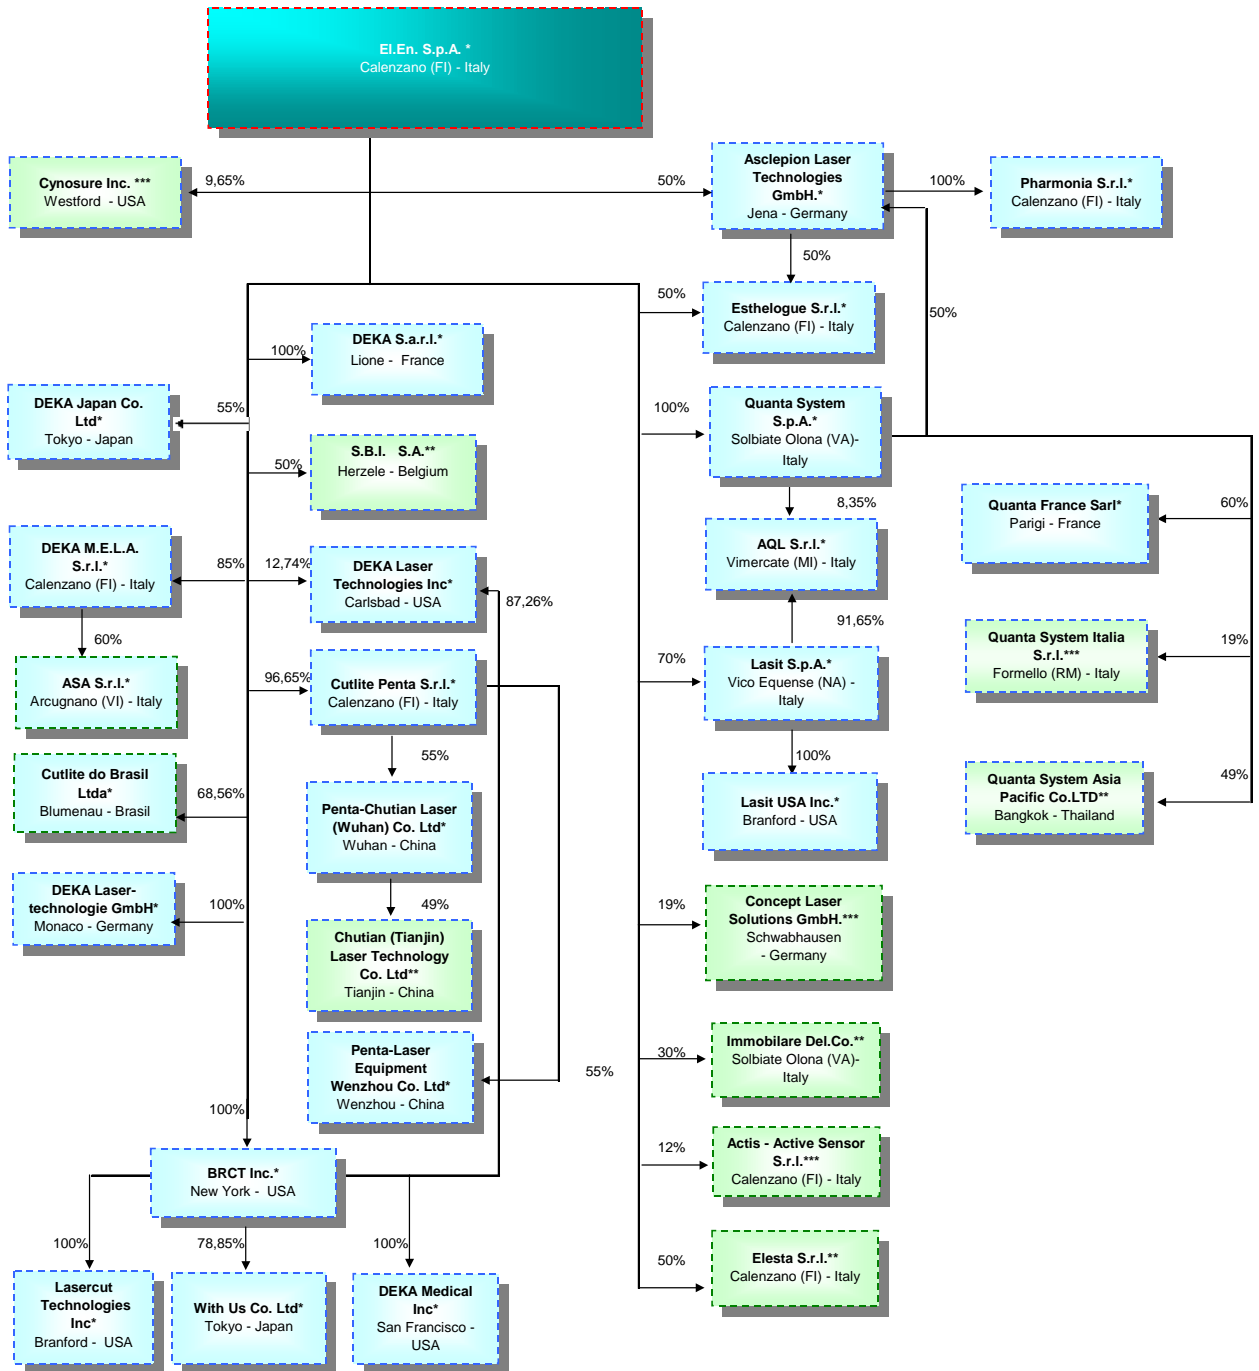 El.En. S.p.A. *
Calenzano (FI) - Italy
Cynosure Inc. ***
Westford - USA
9,65%
50%
Asclepion Laser
Technologies
GmbH.*
Jena - Germany
100%
Pharmonia S.r.l.*
Calenzano (FI) - Italy
50%
50%
Esthelogue S.r.l.*
Calenzano (FI) - Italy
50%
100%
DEKA S.a.r.l.*
Lione - France
DEKA Japan Co.
Ltd*
Tokyo - Japan
55%
100%
Quanta System
S.p.A.*
Solbiate Olona (VA)-
Italy
50%
S.B.I. S.A.**
Herzele - Belgium
8,35%
Quanta France Sarl*
Parigi - France
60%
DEKA M.E.L.A.
S.r.l.*
Calenzano (FI) - Italy
85%
12,74%
DEKA Laser
Technologies Inc*
Carlsbad - USA
87,26%
AQL S.r.l.*
Vimercate (MI) - Italy
91,65%
60%
ASA S.r.l.*
Arcugnano (VI) - Italy
96,65%
Cutlite Penta S.r.l.*
Calenzano (FI) - Italy
70%
Lasit S.p.A.*
Vico Equense (NA) -
Italy
Quanta System Italia
S.r.l.***
Formello (RM) - Italy
19%
55%
100%
Cutlite do Brasil
Ltda*
Blumenau - Brasil
68,56%
Penta-Chutian Laser
(Wuhan) Co. Ltd*
Wuhan - China
Lasit USA Inc.*
Branford - USA
Quanta System Asia
Pacific Co.LTD**
Bangkok - Thailand
49%
DEKA Laser-
technologie GmbH*
Monaco - Germany
100%
49%
Chutian (Tianjin)
Laser Technology
Co. Ltd**
Tianjin - China
19%
Concept Laser
Solutions GmbH.***
Schwabhausen
- Germany
Penta-Laser
Equipment
Wenzhou Co. Ltd*
Wenzhou - China
55%
30%
Immobilare Del.Co.**
Solbiate Olona (VA)-
Italy
100%
BRCT Inc.*
New York - USA
12%
Actis - Active Sensor
S.r.l.***
Calenzano (FI) - Italy
100%
78,85%
100%
50%
Elesta S.r.l.**
Calenzano (FI) - Italy
Lasercut
Technologies
Inc*
Branford - USA
With Us Co. Ltd*
Tokyo - Japan
DEKA Medical
Inc*
San Francisco -
USA